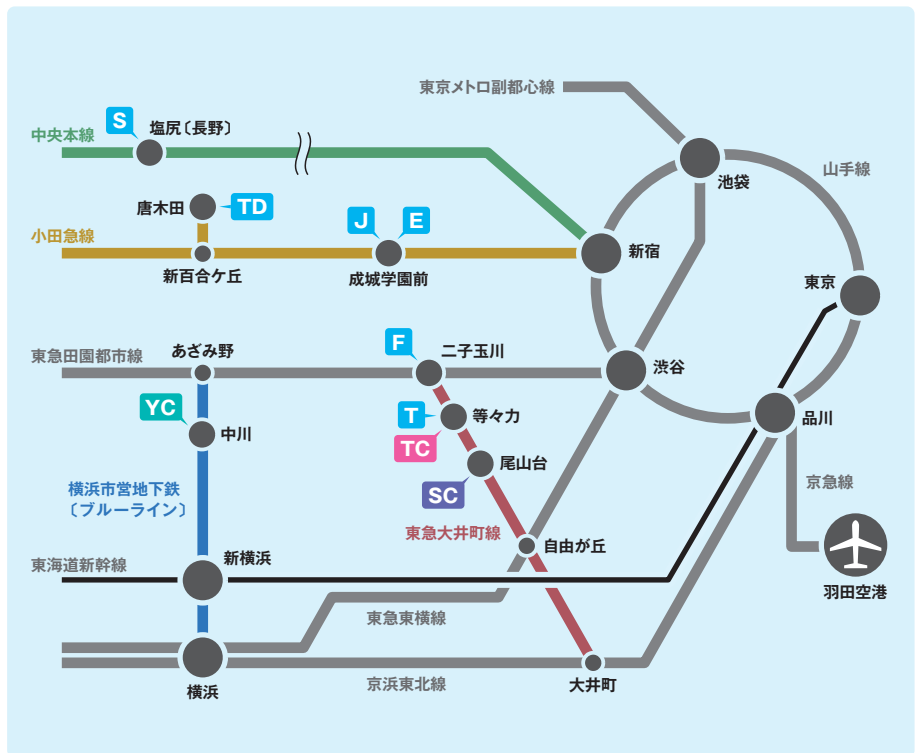 東京メトロ副都心線
S
塩尻〔長野〕
中央本線
山手線
池袋
唐木田
TD
J
E
小田急線
新宿
新百合ケ丘
成城学園前
東京
あざみ野
F
二子玉川
東急田園都市線
渋谷
YC
T
等々力
品川
中川
TC
尾山台
横浜市営地下鉄
〔ブルーライン〕
SC
京急線
東急大井町線
自由が丘
新横浜
東海道新幹線
羽田空港
東急東横線
横浜
京浜東北線
大井町